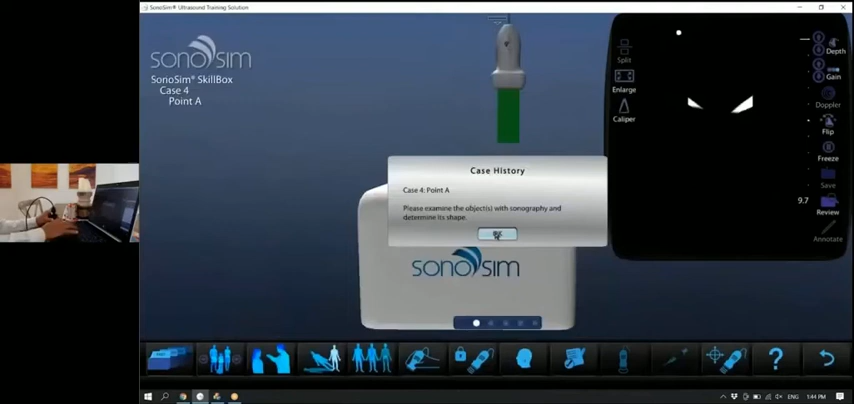 SonoSim® Ultrasound Training Solution
SONOSIM
SonoSim® SkillBox
Case 4
Point A
Split
Enlarge
Caliper
Depth
Gain
Doppler
Flip
Freeze
Save
9.7
Review
Annotate
Case History
Case 4: Point A
Please examine the object(s) with sonography and
determine its shape.
sonosim
?
ENG
1:44 PM